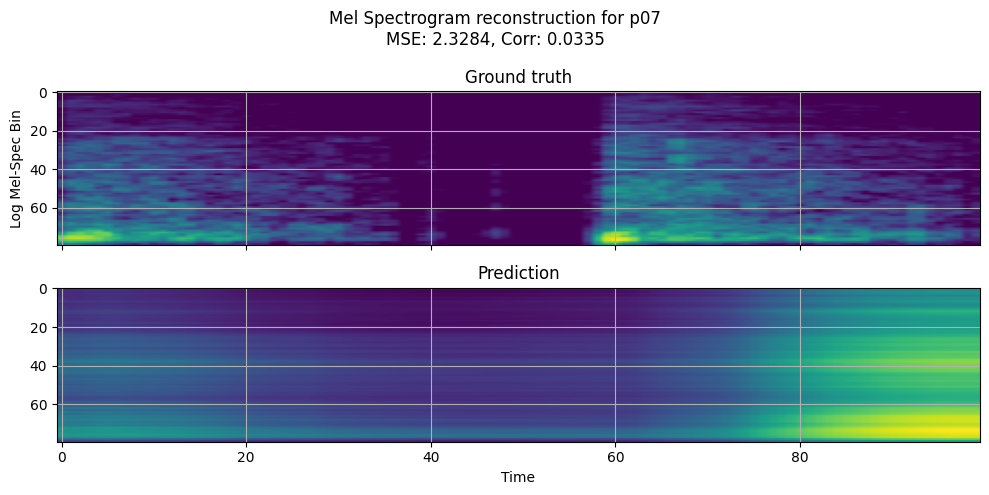 Mel Spectrogram reconstruction for p07
MSE: 2.3284, Corr: 0.0335
Ground truth
0
20
40
60
Log Mel-Spec Bin
Prediction
0
20
40
60
0 20 40 60 80
Time